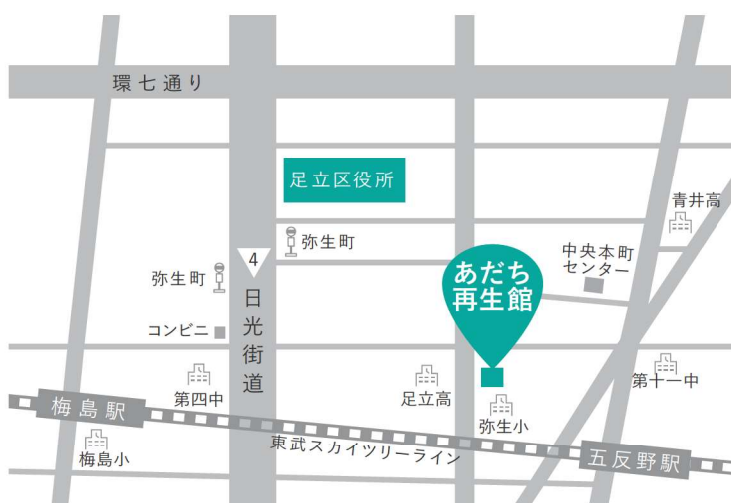 環七通り
足立区役所
青井高
弥生町
4
中央本町
センター
あだち
再生館
弥生町
日光街道
コンビニ
第四中
足立高
第十一中
梅島駅
弥生小
東武スカイツリーライン
梅島小
五反野駅